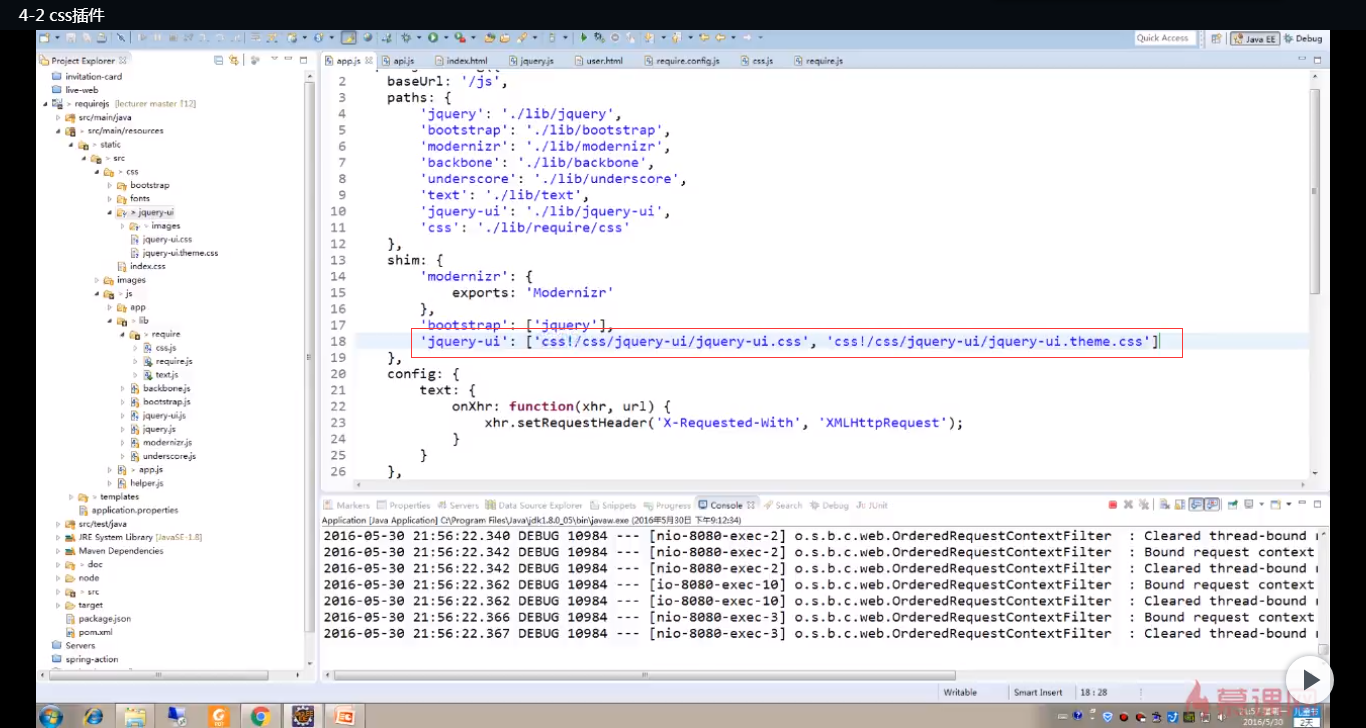 4-2 css插件
Quick Access
Java EE
Debug
Project Explorer
invitation-card
live-web
> requirejs [lecturer master ↑12]
src/main/java
> src/main/resources
> static
> src
> css
bootstrap
fonts
> jquery-ui
> images
jquery-ui.css
jquery-ui.theme.css
index.css
images
> js
app
> lib
> require
css.js
require.js
text.js
backbone.js
bootstrap.js
jquery-ui.js
jquery.js
modernizr.js
underscore.js
> app.js
helper.js
> templates
application.properties
src/test/java
JRE System Library [JavaSE-1.8]
Maven Dependencies
> doc
node
> src
target
package.json
pom.xml
Servers
spring-action
app.js
api.js
index.html
jquery.js
user.html
require.config.js
css.js
require.js
2 baseUrl: '/js',
3 paths: {
4 'jquery': './lib/jquery',
5 'bootstrap': './lib/bootstrap',
6 'modernizr': './lib/modernizr',
7 'backbone': './lib/backbone',
8 'underscore': './lib/underscore',
9 'text': './lib/text',
10 'jquery-ui': './lib/jquery-ui',
11 'css': './lib/require/css'
12 },
13 shim: {
14 'modernizr': {
15 exports: 'Modernizr'
16 },
17 'bootstrap': ['jquery'],
18 'jquery-ui': ['css!/css/jquery-ui/jquery-ui.css', 'css!/css/jquery-ui/jquery-ui.theme.css']
19 },
20 config: {
21 text: {
22 onXhr: function(xhr, url) {
23 xhr.setRequestHeader('X-Requested-With', 'XMLHttpRequest');
24 }
25 }
26 },
Markers
Properties
Servers
Data Source Explorer
Snippets
Progress
Console
Search
Debug
JUnit
Application [Java Application] C:\Program Files\Java\jdk1.8.0_05\bin\javaw.exe (2016年5月30日 下午9:12:34)
2016-05-30 21:56:22.340 DEBUG 10984 --- [nio-8080-exec-2] o.s.b.c.web.OrderedRequestContextFilter : Cleared thread-bound
2016-05-30 21:56:22.342 DEBUG 10984 --- [nio-8080-exec-2] o.s.b.c.web.OrderedRequestContextFilter : Bound request context
2016-05-30 21:56:22.342 DEBUG 10984 --- [nio-8080-exec-2] o.s.b.c.web.OrderedRequestContextFilter : Cleared thread-bound
2016-05-30 21:56:22.362 DEBUG 10984 --- [io-8080-exec-10] o.s.b.c.web.OrderedRequestContextFilter : Bound request context
2016-05-30 21:56:22.362 DEBUG 10984 --- [io-8080-exec-10] o.s.b.c.web.OrderedRequestContextFilter : Cleared thread-bound
2016-05-30 21:56:22.366 DEBUG 10984 --- [nio-8080-exec-3] o.s.b.c.web.OrderedRequestContextFilter : Bound request context
2016-05-30 21:56:22.367 DEBUG 10984 --- [nio-8080-exec-3] o.s.b.c.web.OrderedRequestContextFilter : Cleared thread-bound
Writable
Smart Insert
18 : 28
慕课网
2016/5/30
儿童节
2天